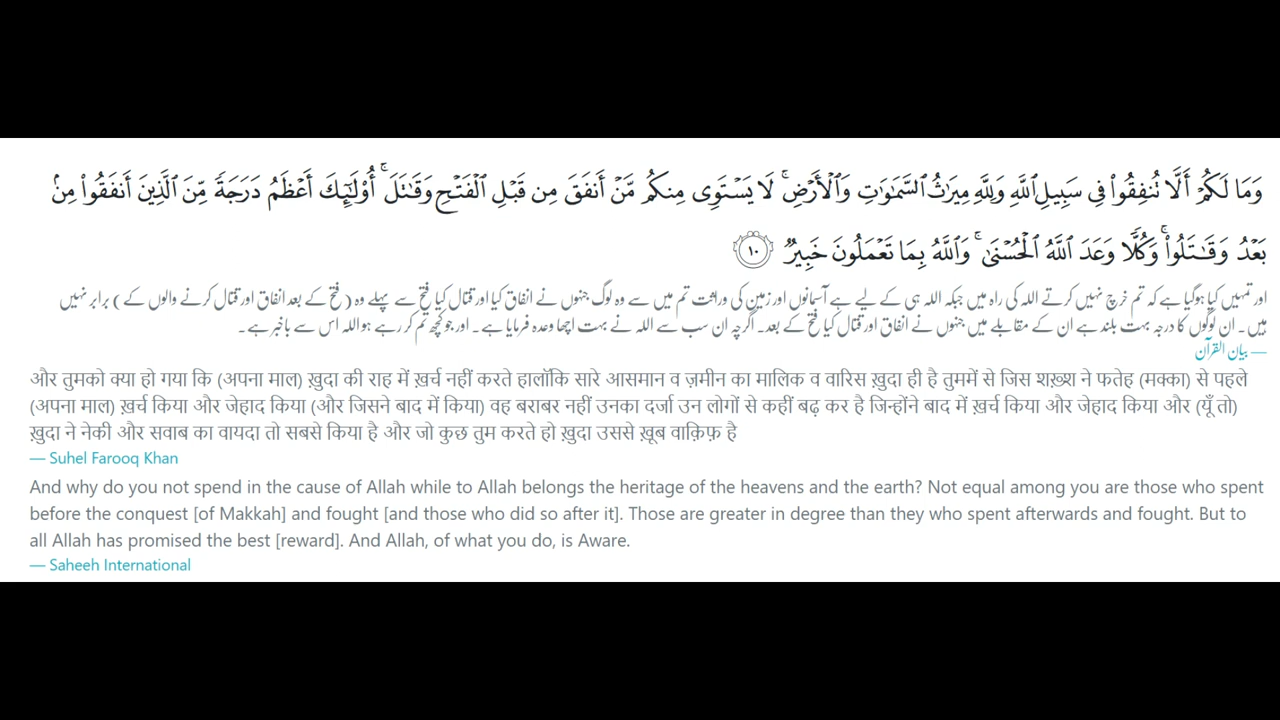 وَمَا لَكُمْ أَلَّا تُنفِقُوا۟ فِى سَبِيلِ ٱللَّهِ وَلِلَّهِ مِيرَٰثُ ٱلسَّمَـٰوَٰتِ وَٱلْأَرْضِ ۚ لَا يَسْتَوِى مِنكُم مَّنْ أَنفَقَ مِن قَبْلِ ٱلْفَتْحِ وَقَـٰتَلَ ۚ أُو۟لَـٰٓئِكَ أَعْظَمُ دَرَجَةً مِّنَ ٱلَّذِينَ أَنفَقُوا۟ مِنۢ
بَعْدُ وَقَـٰتَلُوا۟ ۚ وَكُلًّا وَعَدَ ٱللَّهُ ٱلْحُسْنَىٰ ۚ وَٱللَّهُ بِمَا تَعْمَلُونَ خَبِيرٌ ١٠
اور تمہیں کیا ہوگیا ہے کہ تم خرچ نہیں کرتے اللہ کی راہ میں جبکہ اللہ ہی کے لیے ہے آسمانوں اور زمین کی وراثت تم میں سے وہ لوگ جنہوں نے انفاق کیا اور قتال کیا فتح سے پہلے وہ (فتح کے بعد انفاق اور قتال کرنے والوں کے) برابر نہیں
ہیں۔ ان لوگوں کا درجہ بہت بلند ہے ان کے مقابلے میں جنہوں نے انفاق اور قتال کیا فتح کے بعد۔ اگرچہ ان سب سے اللہ نے بہت اچھا وعدہ فرمایا ہے۔ اور جو کچھ تم کر رہے ہو اللہ اس سے باخبر ہے۔
— بیان القرآن
और तुमको क्या हो गया कि (अपना माल) ख़ुदा की राह में ख़र्च नहीं करते हालॉकि सारे आसमान व ज़मीन का मालिक व वारिस ख़ुदा ही है तुममें से जिस शख़्श ने फतेह (मक्का) से पहले
(अपना माल) ख़र्च किया और जेहाद किया (और जिसने बाद में किया) वह बराबर नहीं उनका दर्जा उन लोगों से कहीं बढ़ कर है जिन्होंने बाद में ख़र्च किया और जेहाद किया और (यूँ तो)
ख़ुदा ने नेकी और सवाब का वायदा तो सबसे किया है और जो कुछ तुम करते हो ख़ुदा उससे ख़ूब वाक़िफ़ है
— Suhel Farooq Khan
And why do you not spend in the cause of Allah while to Allah belongs the heritage of the heavens and the earth? Not equal among you are those who spent
before the conquest [of Makkah] and fought [and those who did so after it]. Those are greater in degree than they who spent afterwards and fought. But to
all Allah has promised the best [reward]. And Allah, of what you do, is Aware.
— Saheeh International